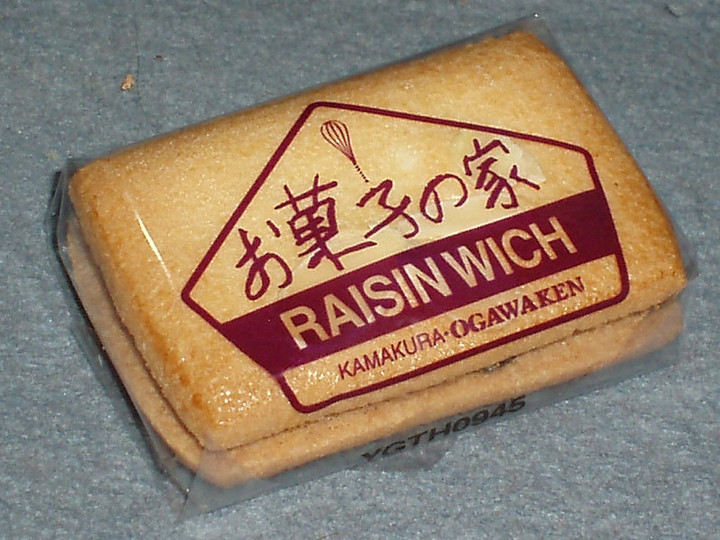 お菓子の家
RAISIN WICH
KAMAKURA·OGAWAKEN
YGTH0945